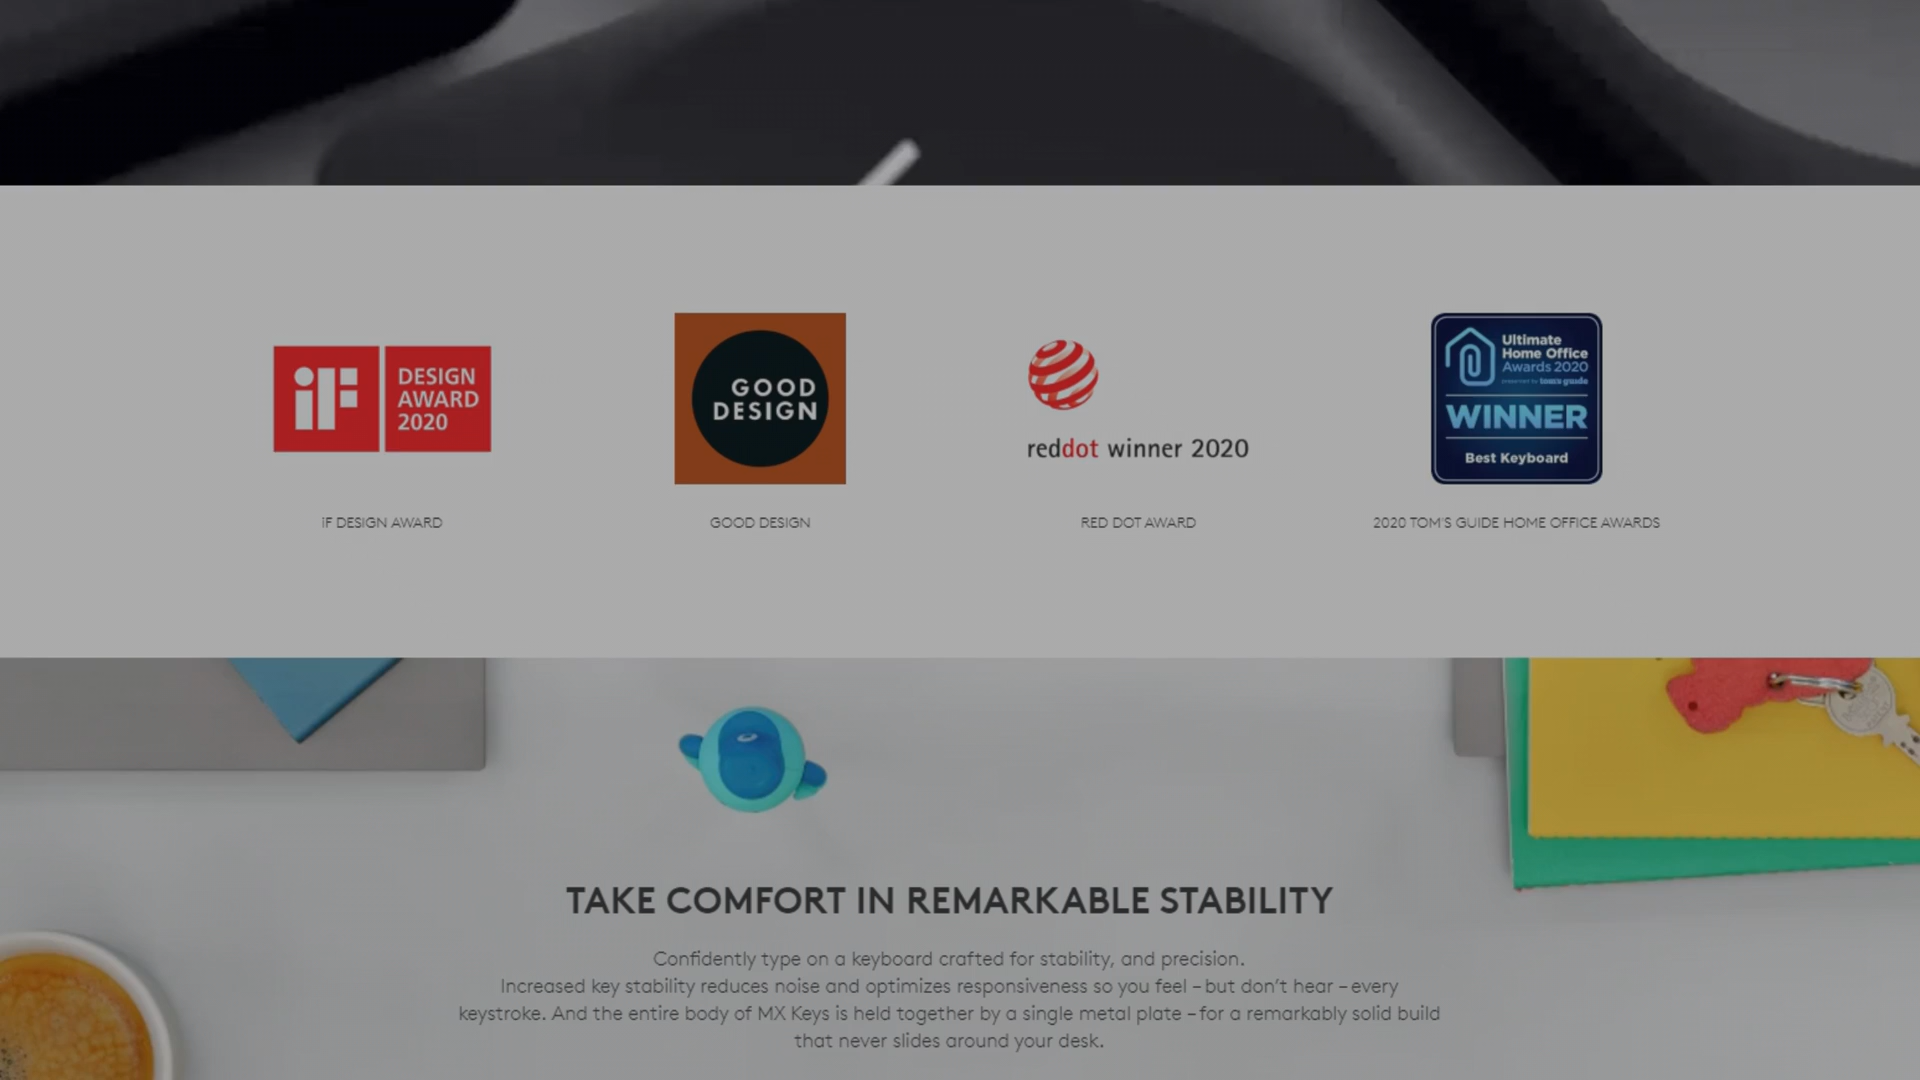 iF DESIGN
AWARD
2020
GOOD
DESIGN
reddot winner 2020
Ultimate
Home Office
Awards 2020
tom's guide
WINNER
Best Keyboard
iF DESIGN AWARD
GOOD DESIGN
RED DOT AWARD
2020 TOM'S GUIDE HOME OFFICE AWARDS
TAKE COMFORT IN REMARKABLE STABILITY
Confidently type on a keyboard crafted for stability, and precision.
Increased key stability reduces noise and optimizes responsiveness so you feel – but don't hear – every
keystroke. And the entire body of MX Keys is held together by a single metal plate – for a remarkably solid build
that never slides around your desk.